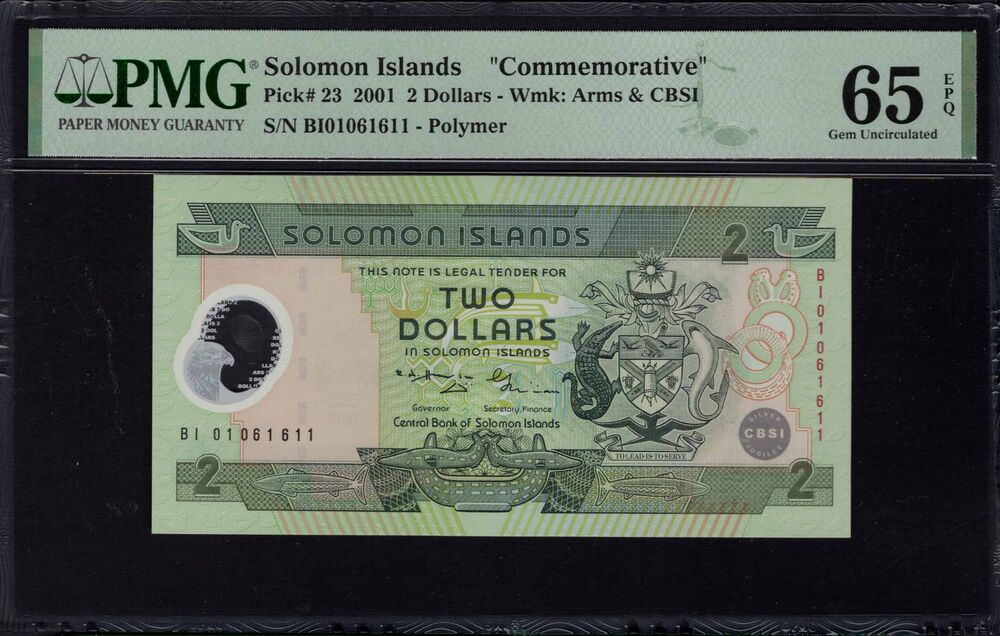 PMG®
PAPER MONEY GUARANTY
Solomon Islands "Commemorative"
Pick# 23 2001 2 Dollars - Wmk: Arms & CBSI
S/N BI01061611 - Polymer
65
EPQ
Gem Uncirculated
SOLOMON ISLANDS
2
THIS NOTE IS LEGAL TENDER FOR
TWO
DOLLARS
IN SOLOMON ISLANDS
Governor Secretary, Finance
Central Bank of Solomon Islands
BI 01061611
BI01061611
SILVER
CBSI
JUBILEE
TO LEAD IS TO SERVE
2
2